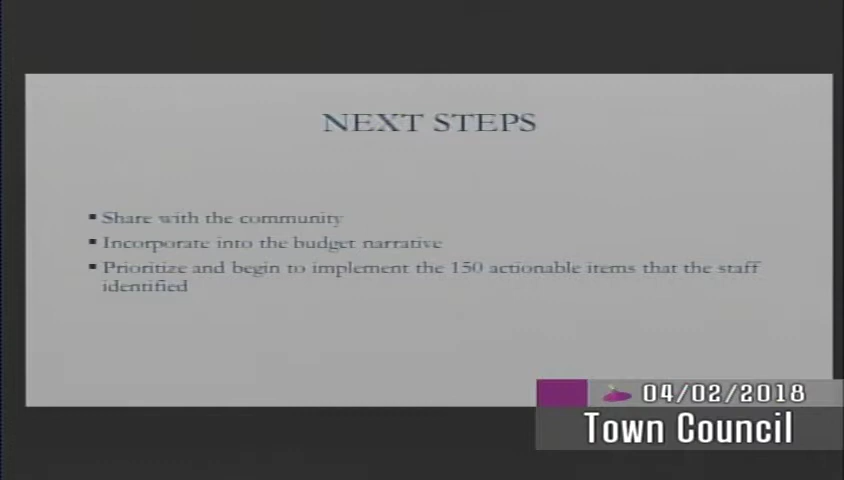 NEXT STEPS
▪ Share with the community
▪ Incorporate into the budget narrative
▪ Prioritize and begin to implement the 150 actionable items that the staff
identified
04/02/2018
Town Council